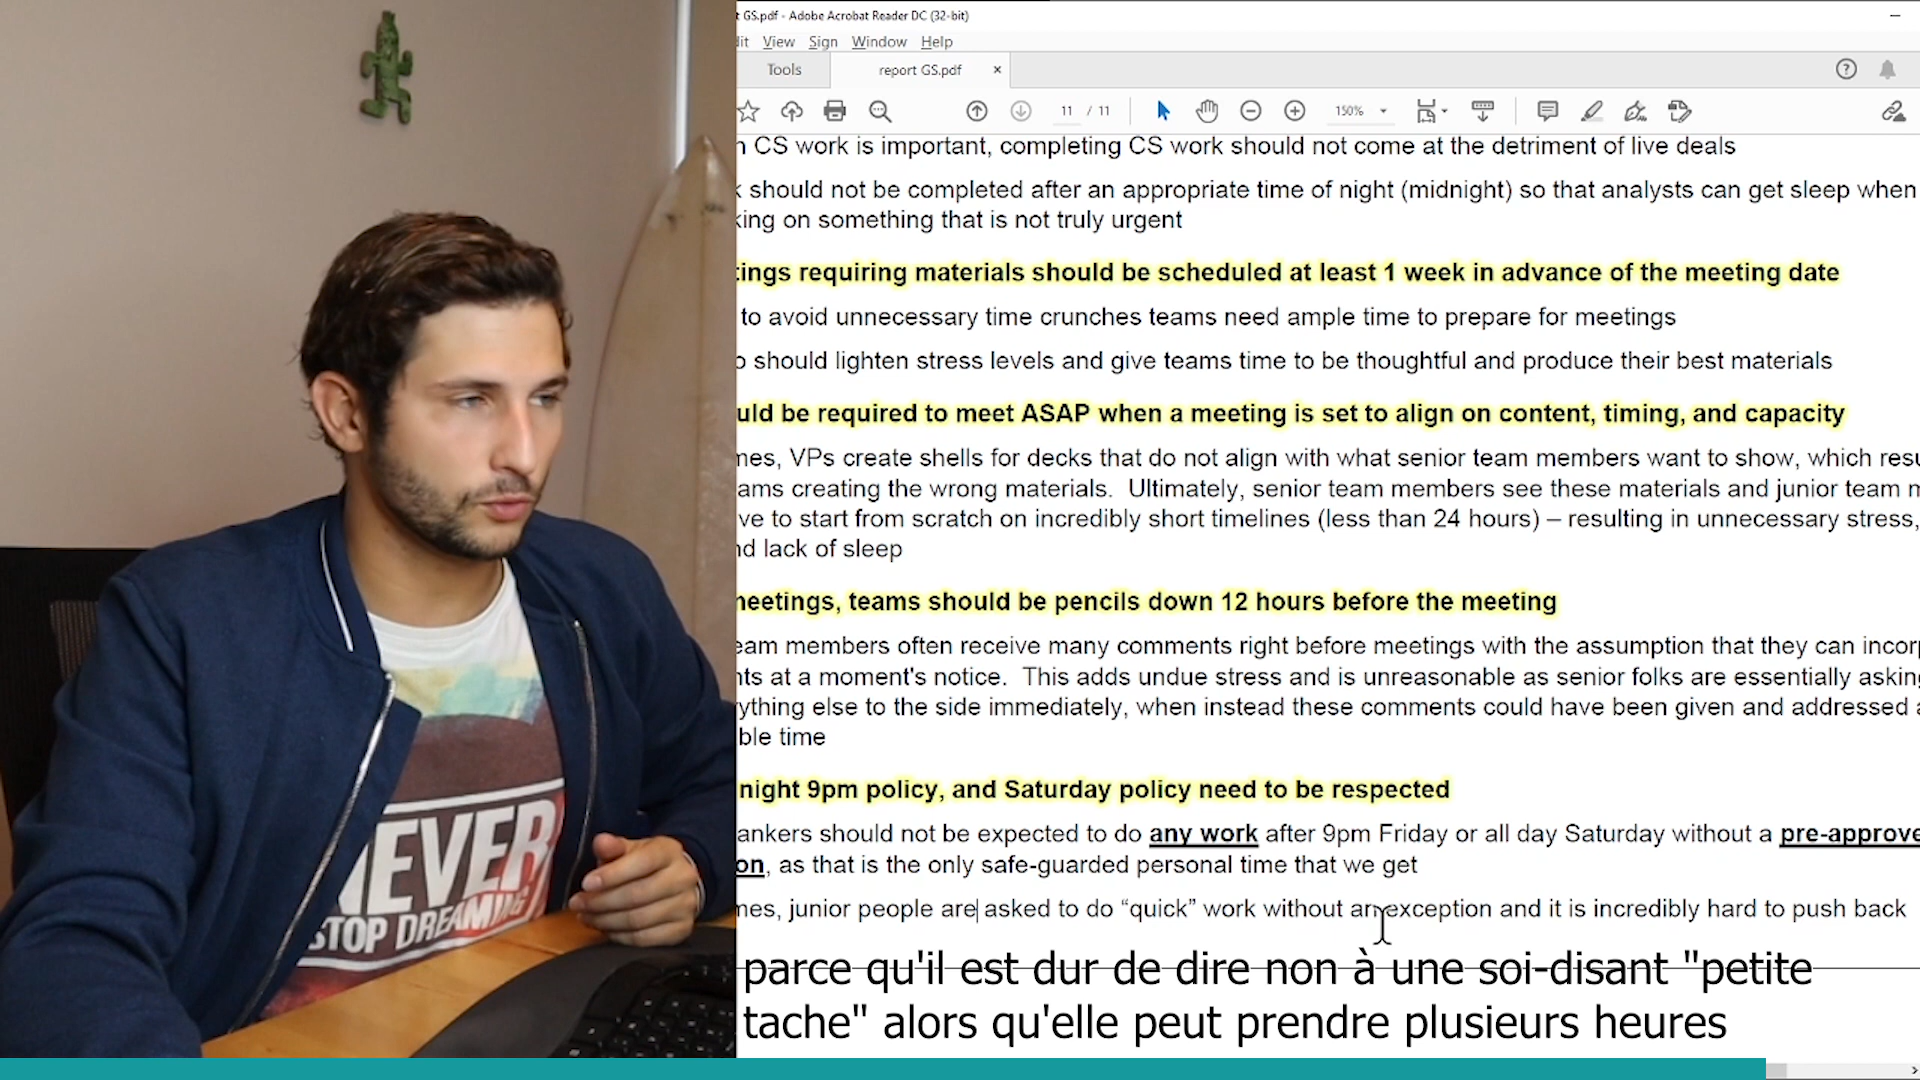 t GS.pdf - Adobe Acrobat Reader DC (32-bit)
dit View Sign Window Help
Tools report GS.pdf
11 / 11 150%
n CS work is important, completing CS work should not come at the detriment of live deals
k should not be completed after an appropriate time of night (midnight) so that analysts can get sleep when
king on something that is not truly urgent
tings requiring materials should be scheduled at least 1 week in advance of the meeting date
to avoid unnecessary time crunches teams need ample time to prepare for meetings
o should lighten stress levels and give teams time to be thoughtful and produce their best materials
uld be required to meet ASAP when a meeting is set to align on content, timing, and capacity
mes, VPs create shells for decks that do not align with what senior team members want to show, which resu
ams creating the wrong materials. Ultimately, senior team members see these materials and junior team m
ve to start from scratch on incredibly short timelines (less than 24 hours) – resulting in unnecessary stress,
nd lack of sleep
meetings, teams should be pencils down 12 hours before the meeting
eam members often receive many comments right before meetings with the assumption that they can incorp
nts at a moment's notice. This adds undue stress and is unreasonable as senior folks are essentially asking
rything else to the side immediately, when instead these comments could have been given and addressed a
ble time
night 9pm policy, and Saturday policy need to be respected
ankers should not be expected to do any work after 9pm Friday or all day Saturday without a pre-approve
on, as that is the only safe-guarded personal time that we get
mes, junior people are asked to do “quick” work without an exception and it is incredibly hard to push back
parce qu'il est dur de dire non à une soi-disant "petite
tache" alors qu'elle peut prendre plusieurs heures
NEVER
STOP DREAMING